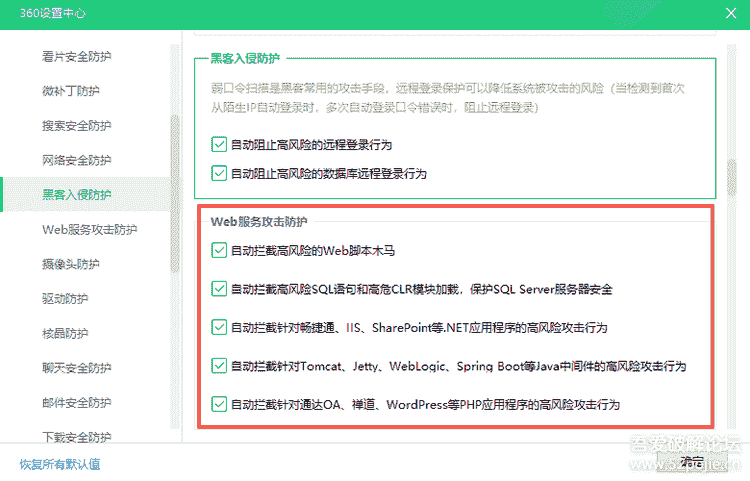 360设置中心
看片安全防护
微补丁防护
搜索安全防护
网络安全防护
黑客入侵防护
Web服务攻击防护
摄像头防护
驱动防护
核晶防护
聊天安全防护
邮件安全防护
下载安全防护
恢复所有默认值
黑客入侵防护
弱口令扫描是黑客常用的攻击手段，远程登录保护可以降低系统被攻击的风险（当检测到首次
从陌生IP自动登录时，多次自动登录口令错误时，阻止远程登录）
自动阻止高风险的远程登录行为
自动阻止高风险的数据库远程登录行为
Web服务攻击防护
自动拦截高风险的Web脚本木马
自动拦截高风险SQL语句和高危CLR模块加载，保护SQL Server服务器安全
自动拦截针对畅捷通、IIS、SharePoint等.NET应用程序的高风险攻击行为
自动拦截针对Tomcat、Jetty、WebLogic、Spring Boot等Java中间件的高风险攻击行为
自动拦截针对通达OA、禅道、WordPress等PHP应用程序的高风险攻击行为
确定
吾爱破解论坛
www.52pojie.cn